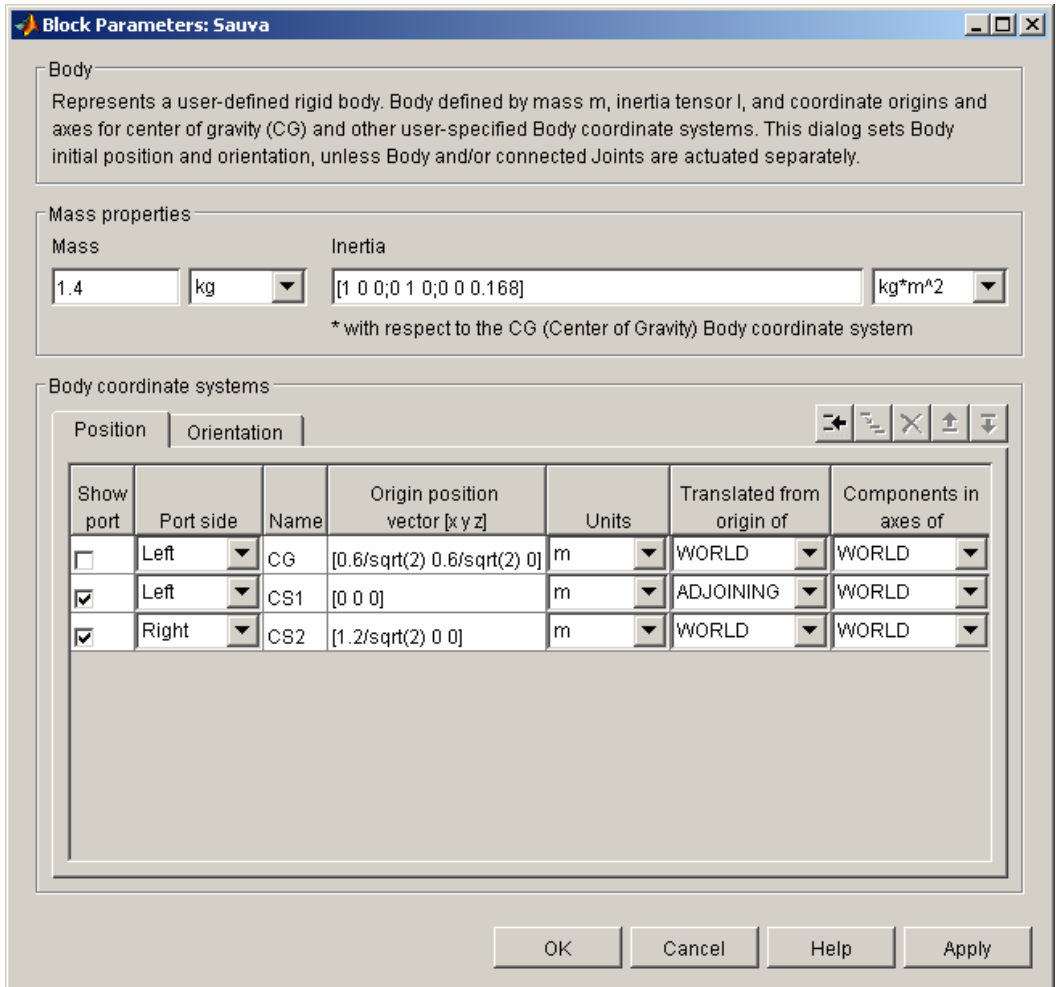 Block Parameters: Sauva
Body
Represents a user-defined rigid body. Body defined by mass m, inertia tensor I, and coordinate origins and
axes for center of gravity (CG) and other user-specified Body coordinate systems. This dialog sets Body
initial position and orientation, unless Body and/or connected Joints are actuated separately.
Mass properties
Mass Inertia
1.4 kg [1 0 0;0 1 0;0 0 0.168] kg*m^2
* with respect to the CG (Center of Gravity) Body coordinate system
Body coordinate systems
Position Orientation
Show Origin position Translated from Components in
port Port side Name vector [x y z] Units origin of axes of
Left CG [0.6/sqrt(2) 0.6/sqrt(2) 0] m WORLD WORLD
Left CS1 [0 0 0] m ADJOINING WORLD
Right CS2 [1.2/sqrt(2) 0 0] m WORLD WORLD
OK Cancel Help Apply